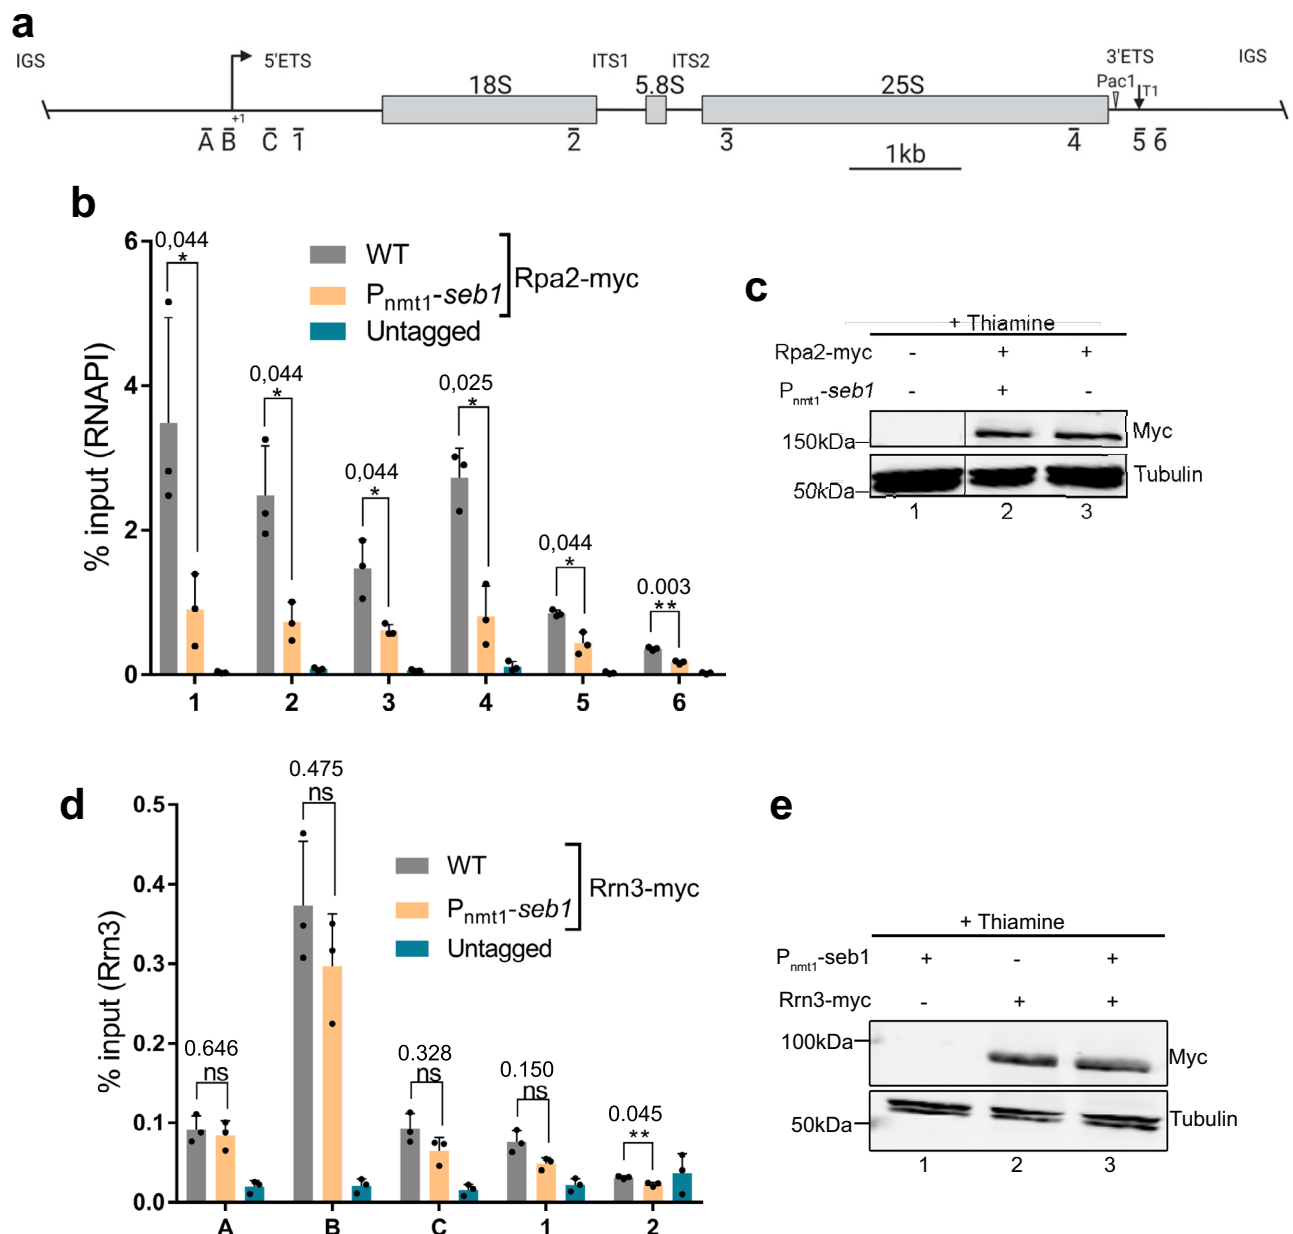 a
IGS 5'ETS ITS1 ITS2 3'ETS IGS
18S 5.8S 25S Pac1 T1
+1
A B C 1 2 3 4 5 6
1kb
b
% input (RNAPI)
6
4
2
0
WT
Pnmt1-seb1
Untagged
Rpa2-myc
0,044
*
0,044
*
0,044
*
0,025
*
0,044
*
0.003
**
1 2 3 4 5 6
c
+ Thiamine
Rpa2-myc - + +
Pnmt1-seb1 - + -
150kDa Myc
50kDa Tubulin
1 2 3
d
% input (Rrn3)
0.5
0.4
0.3
0.2
0.1
0.0
WT
Pnmt1-seb1
Untagged
Rrn3-myc
0.646
ns
0.475
ns
0.328
ns
0.150
ns
0.045
**
A B C 1 2
e
+ Thiamine
Pnmt1-seb1 + - +
Rrn3-myc - + +
100kDa Myc
50kDa Tubulin
1 2 3